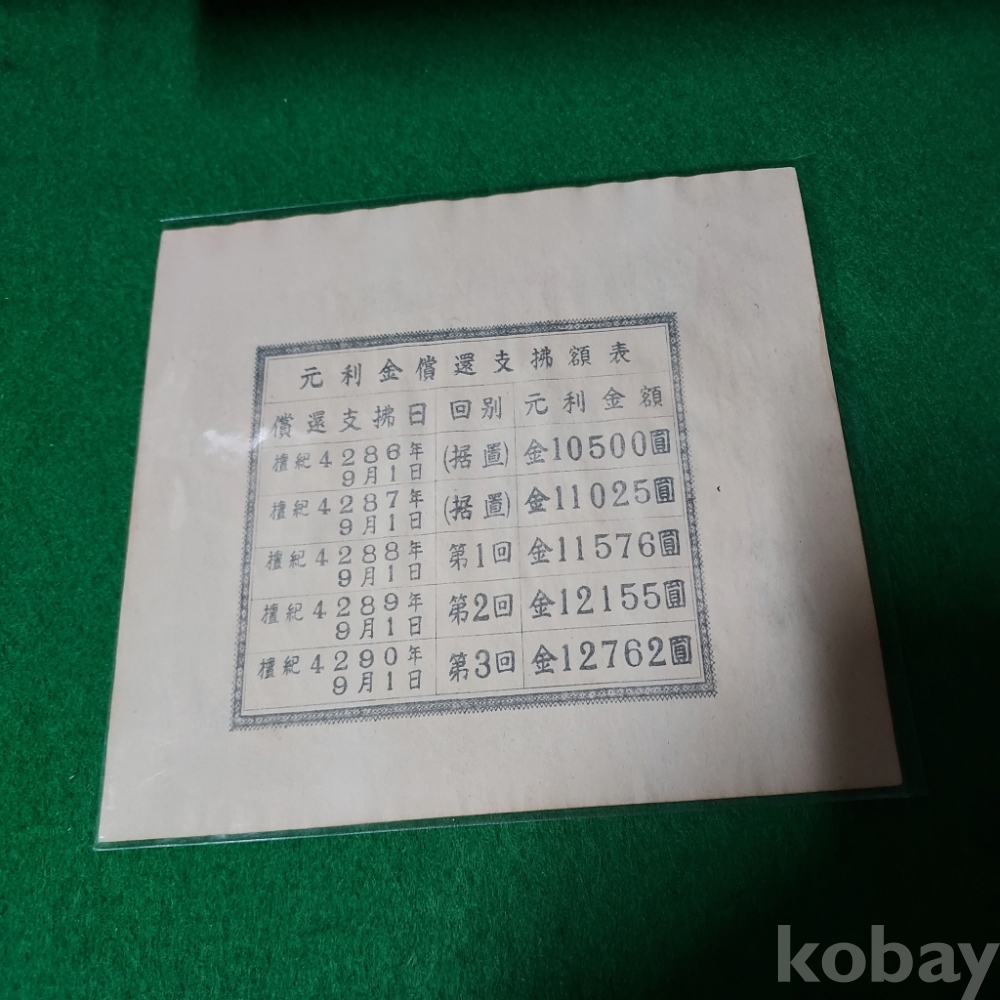 元利金償還支拂額表
償還支拂日 回别 元利金額
檀紀4286年9月1日 (据置) 金10500圓
檀紀4287年9月1日 (据置) 金11025圓
檀紀4288年9月1日 第1回 金11576圓
檀紀4289年9月1日 第2回 金12155圓
檀紀4290年9月1日 第3回 金12762圓
kobay